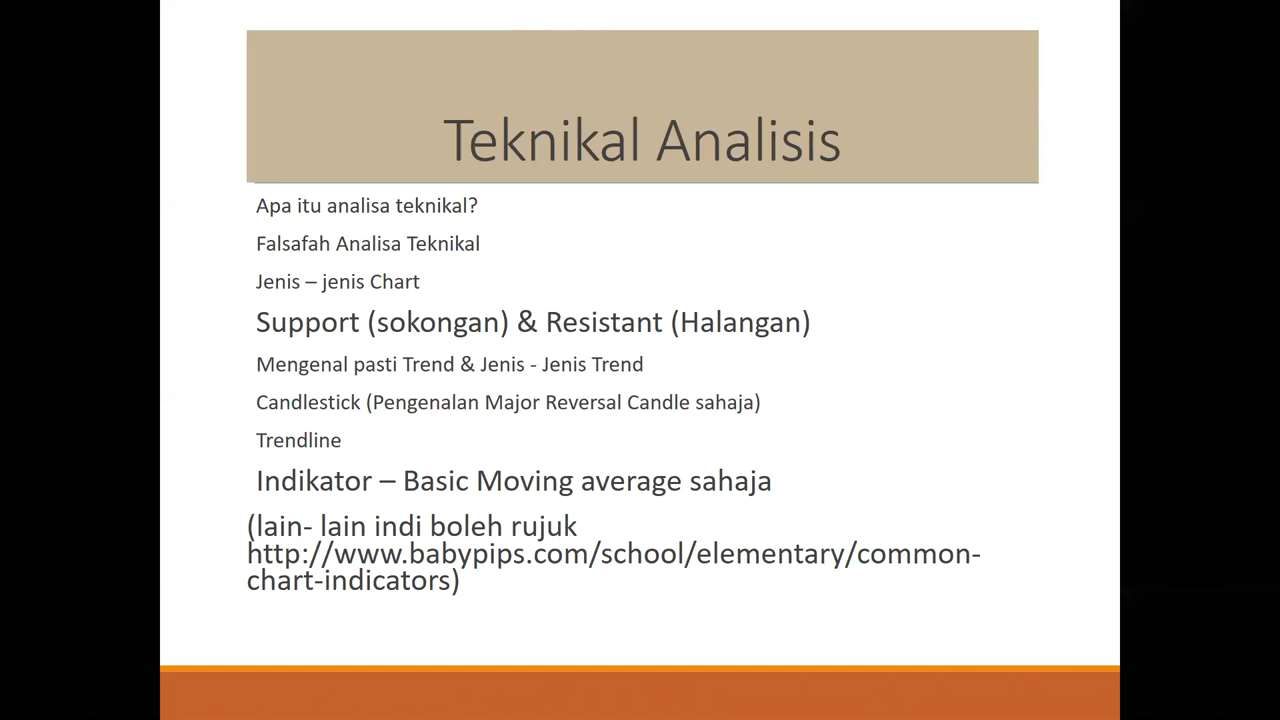 Teknikal Analisis
Apa itu analisa teknikal?
Falsafah Analisa Teknikal
Jenis – jenis Chart
Support (sokongan) & Resistant (Halangan)
Mengenal pasti Trend & Jenis - Jenis Trend
Candlestick (Pengenalan Major Reversal Candle sahaja)
Trendline
Indikator – Basic Moving average sahaja
(lain- lain indi boleh rujuk
http://www.babypips.com/school/elementary/common-
chart-indicators)